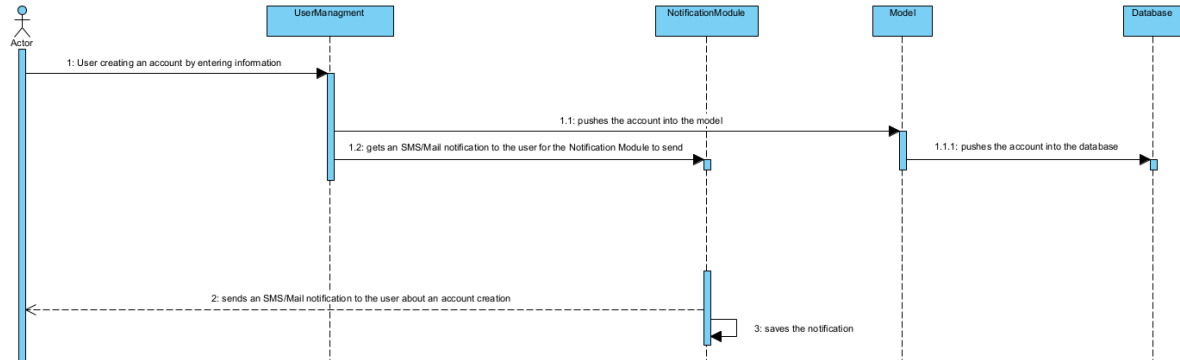 UserManagment
NotificationModule
Model
Database
Actor
1: User creating an account by entering information
1.1: pushes the account into the model
1.2: gets an SMS/Mail notification to the user for the Notification Module to send
1.1.1: pushes the account into the database
2: sends an SMS/Mail notification to the user about an account creation
3: saves the notification